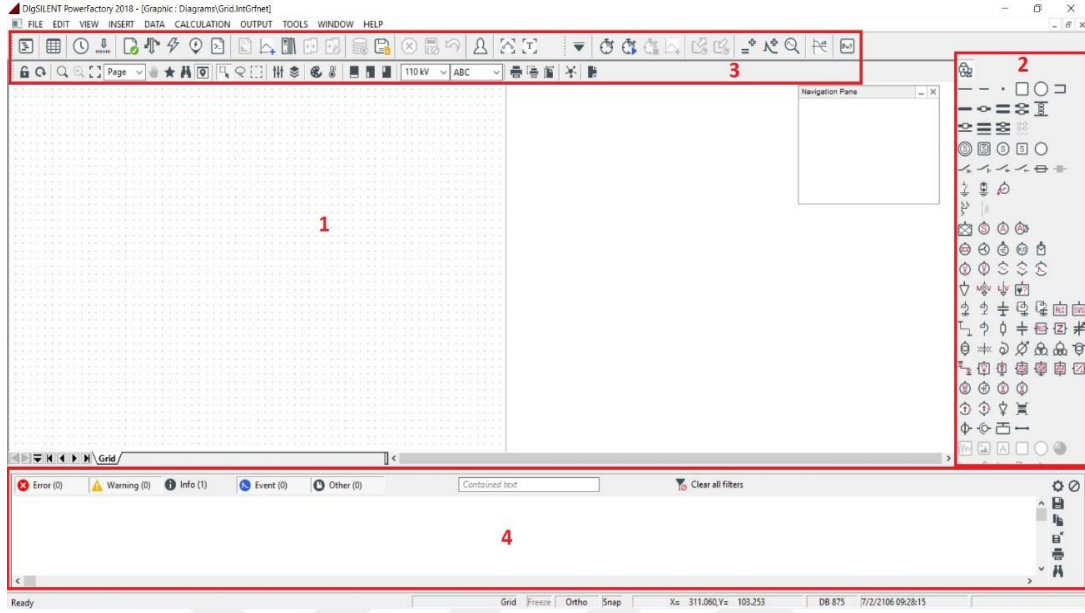 DIgSILENT PowerFactory 2018 - [Graphic : Diagrams\Grid.IntGrfnet]
FILE EDIT VIEW INSERT DATA CALCULATION OUTPUT TOOLS WINDOW HELP
Page 110 kV ABC 3
2
Navigation Pane
1
Grid
Error (0) Warning (0) Info (1) Event (0) Other (0) Contained text Clear all filters
4
Ready Grid Freeze Ortho Snap X= 311.060,Y= 103.253 DB 875 7/2/2106 09:28:15